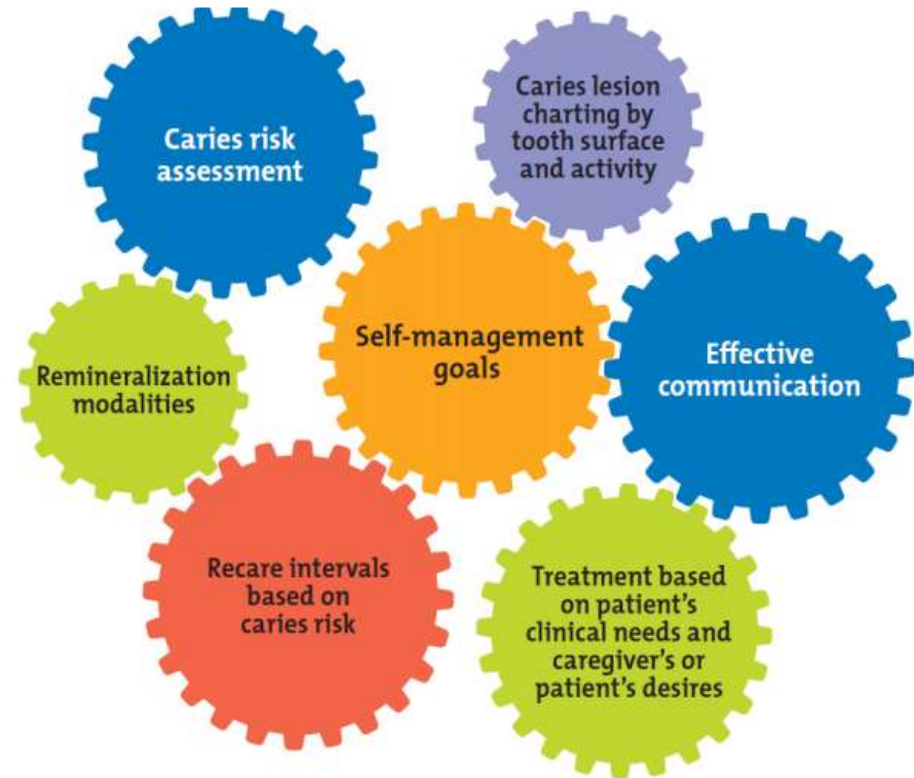 Caries risk
assessment
Caries lesion
charting by
tooth surface
and activity
Self-management
goals
Effective
communication
Remineralization
modalities
Recare intervals
based on
caries risk
Treatment based
on patient's
clinical needs and
caregiver's or
patient's desires